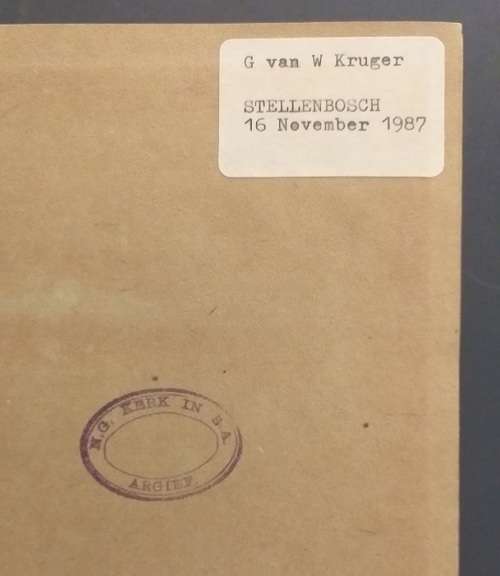 G van W Kruger
STELLENBOSCH
16 November 1987
N.G. KERK IN S.A.
ARGIEF.